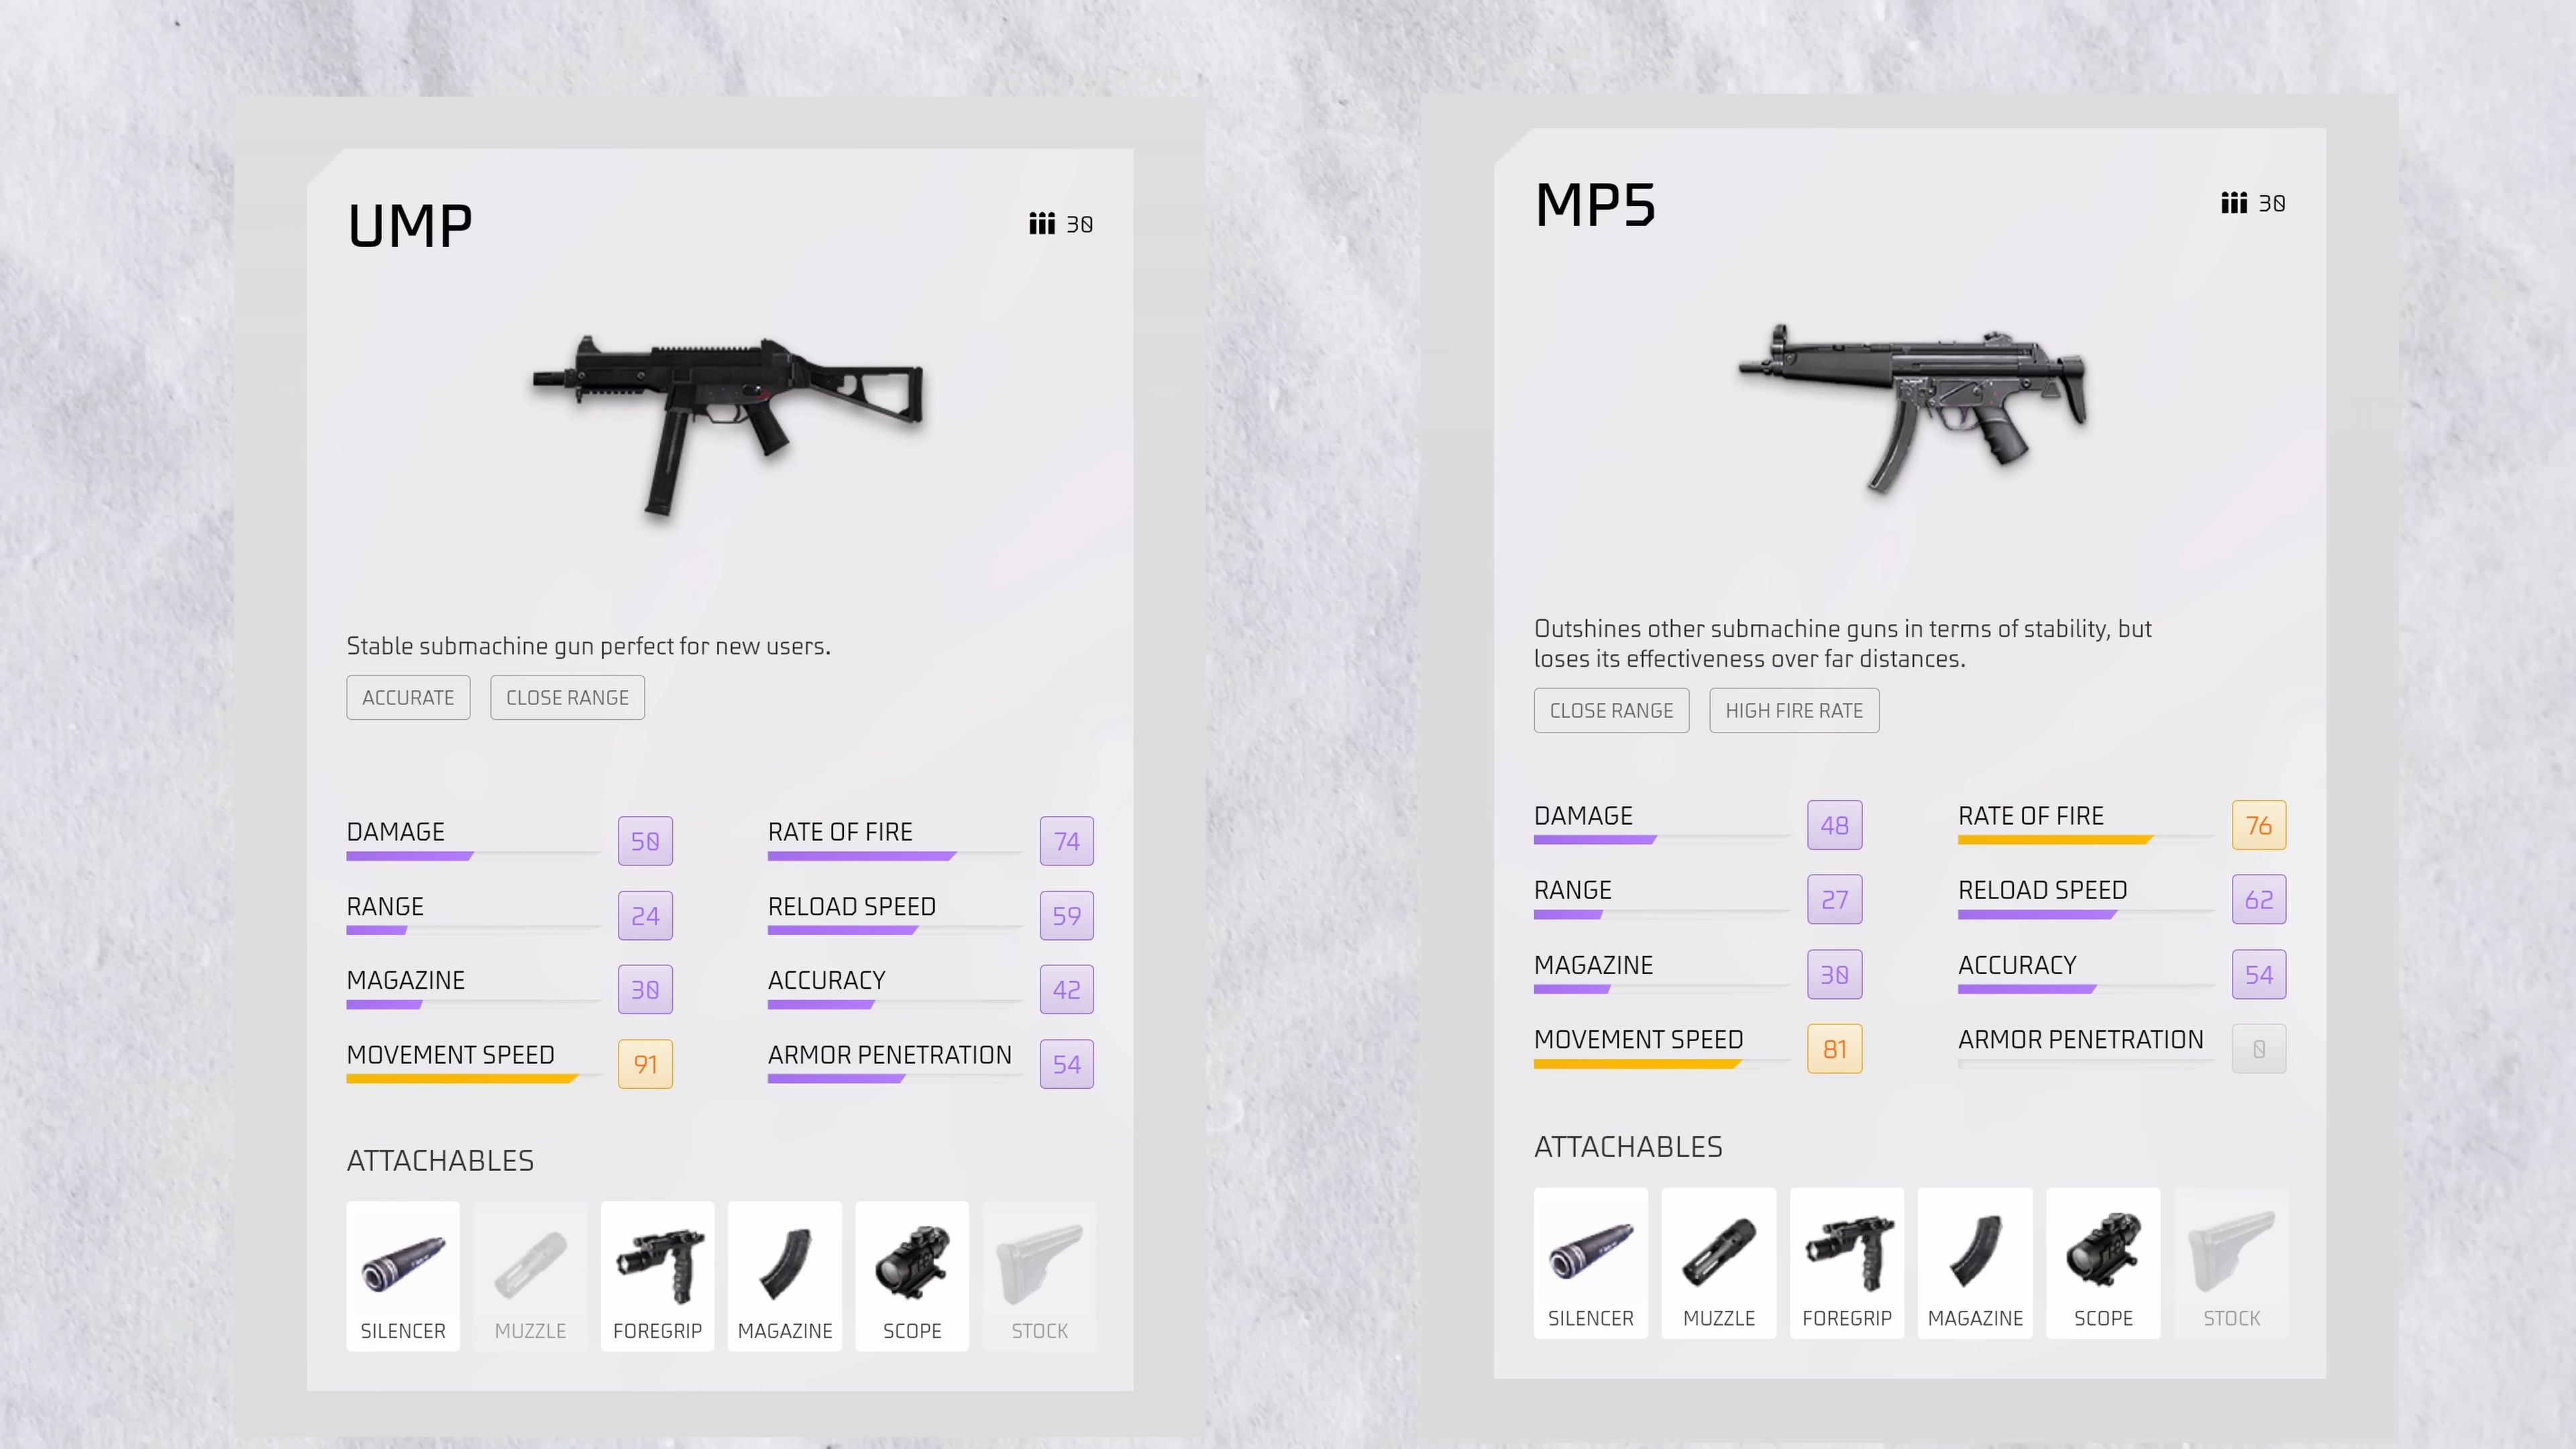 UMP
30
Stable submachine gun perfect for new users.
ACCURATE
CLOSE RANGE
DAMAGE 50
RATE OF FIRE 74
RANGE 24
RELOAD SPEED 59
MAGAZINE 30
ACCURACY 42
MOVEMENT SPEED 91
ARMOR PENETRATION 54
ATTACHABLES
SILENCER
MUZZLE
FOREGRIP
MAGAZINE
SCOPE
STOCK
MP5
30
Outshines other submachine guns in terms of stability, but
loses its effectiveness over far distances.
CLOSE RANGE
HIGH FIRE RATE
DAMAGE 48
RATE OF FIRE 76
RANGE 27
RELOAD SPEED 62
MAGAZINE 30
ACCURACY 54
MOVEMENT SPEED 81
ARMOR PENETRATION 0
ATTACHABLES
SILENCER
MUZZLE
FOREGRIP
MAGAZINE
SCOPE
STOCK